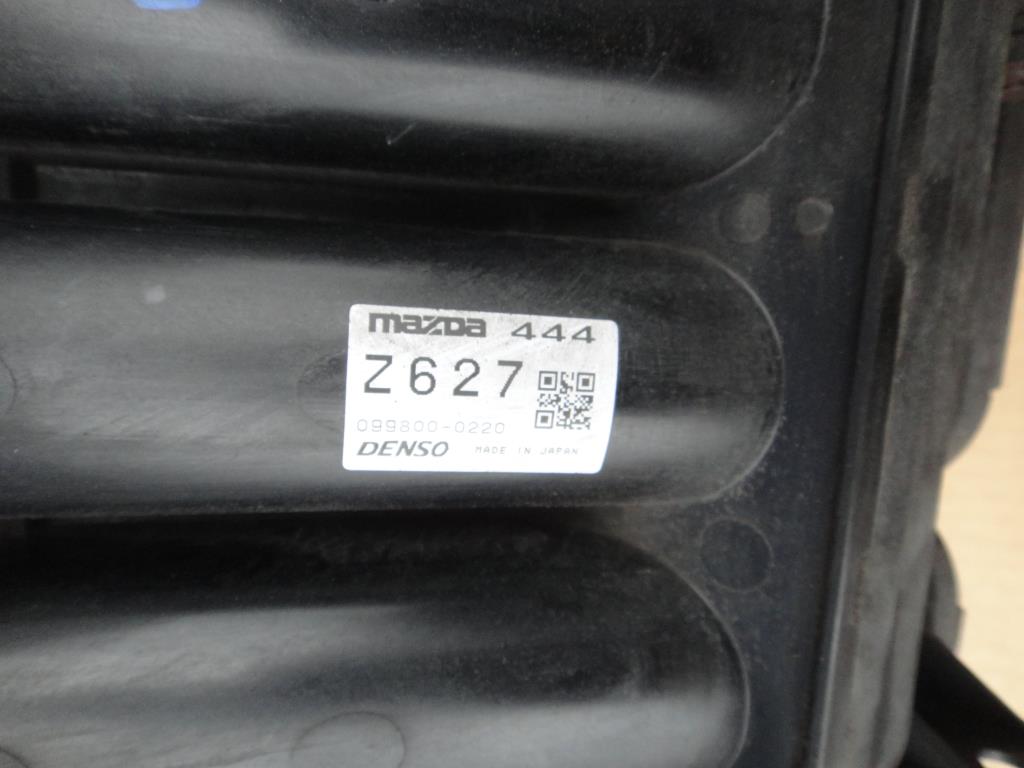 mazda 444
Z627
099800-0220
DENSO MADE IN JAPAN